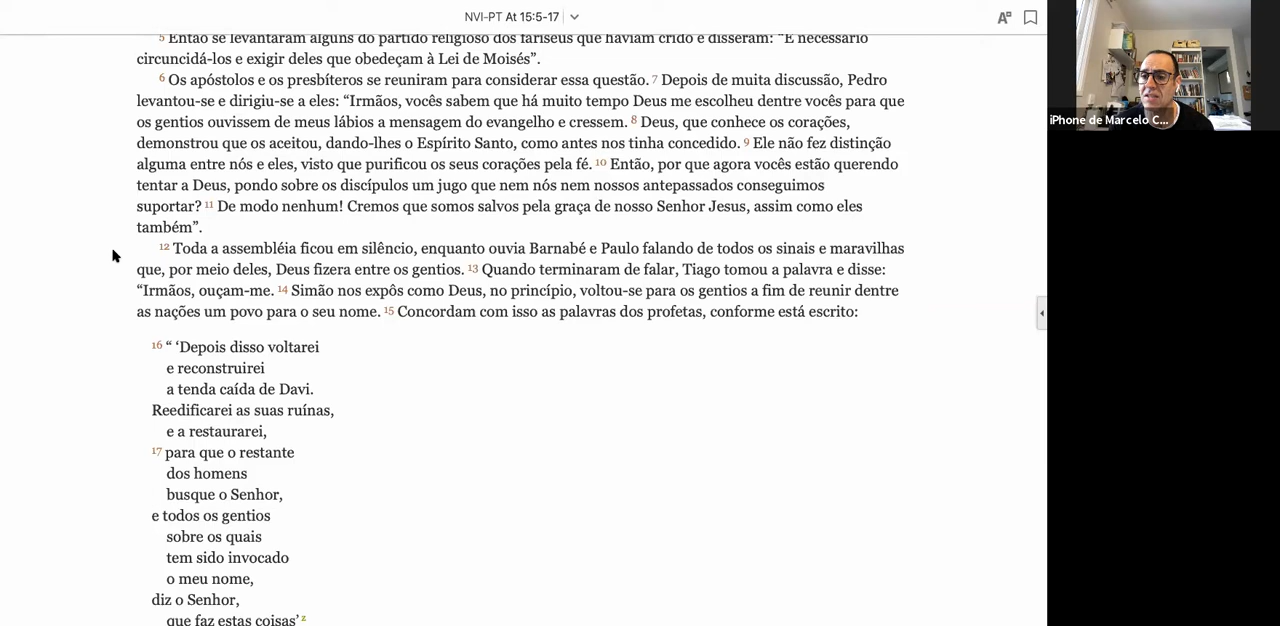 NVI-PT At 15:5-17
5 Então se levantaram alguns do partido religioso dos fariseus que haviam crido e disseram: “É necessário
circuncidá-los e exigir deles que obedeçam à Lei de Moisés”.
6 Os apóstolos e os presbíteros se reuniram para considerar essa questão. 7 Depois de muita discussão, Pedro
levantou-se e dirigiu-se a eles: “Irmãos, vocês sabem que há muito tempo Deus me escolheu dentre vocês para que
os gentios ouvissem de meus lábios a mensagem do evangelho e cressem. 8 Deus, que conhece os corações,
demonstrou que os aceitou, dando-lhes o Espírito Santo, como antes nos tinha concedido. 9 Ele não fez distinção
alguma entre nós e eles, visto que purificou os seus corações pela fé. 10 Então, por que agora vocês estão querendo
tentar a Deus, pondo sobre os discípulos um jugo que nem nós nem nossos antepassados conseguimos
suportar? 11 De modo nenhum! Cremos que somos salvos pela graça de nosso Senhor Jesus, assim como eles
também”.
12 Toda a assembléia ficou em silêncio, enquanto ouvia Barnabé e Paulo falando de todos os sinais e maravilhas
que, por meio deles, Deus fizera entre os gentios. 13 Quando terminaram de falar, Tiago tomou a palavra e disse:
“Irmãos, ouçam-me. 14 Simão nos expôs como Deus, no princípio, voltou-se para os gentios a fim de reunir dentre
as nações um povo para o seu nome. 15 Concordam com isso as palavras dos profetas, conforme está escrito:
16 “ ‘Depois disso voltarei
e reconstruirei
a tenda caída de Davi.
Reedificarei as suas ruínas,
e a restaurarei,
17 para que o restante
dos homens
busque o Senhor,
e todos os gentios
sobre os quais
tem sido invocado
o meu nome,
diz o Senhor,
que faz estas coisas’ z
iPhone de Marcelo C...